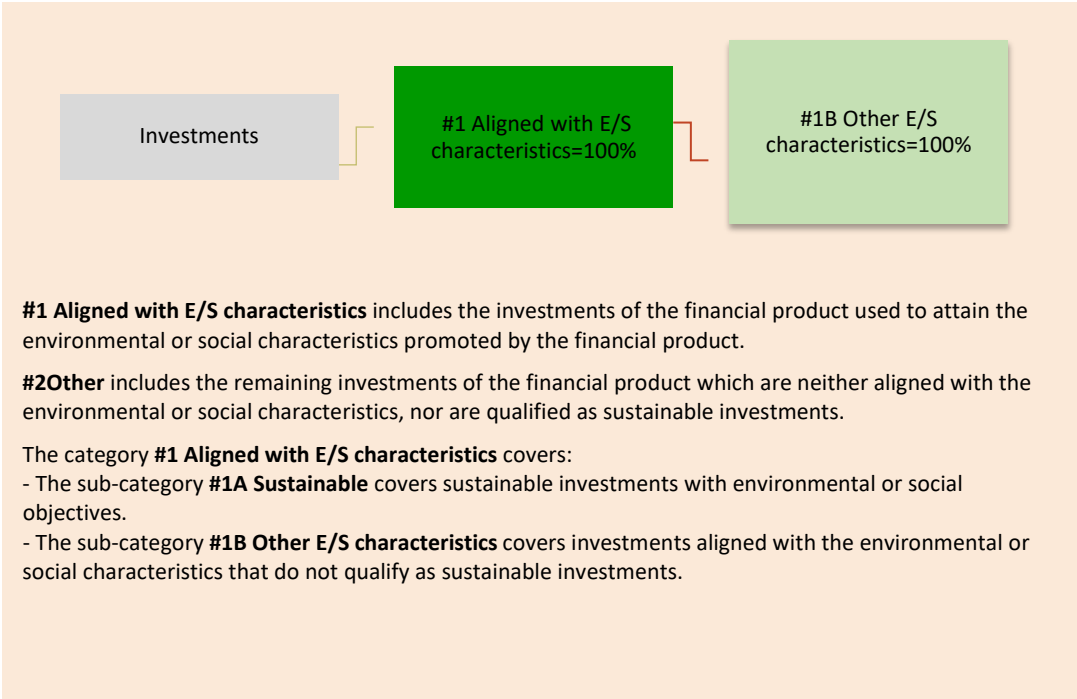 Investments
#1 Aligned with E/S
characteristics=100%
#1B Other E/S
characteristics=100%
#1 Aligned with E/S characteristics includes the investments of the financial product used to attain the
environmental or social characteristics promoted by the financial product.
#2Other includes the remaining investments of the financial product which are neither aligned with the
environmental or social characteristics, nor are qualified as sustainable investments.
The category #1 Aligned with E/S characteristics covers:
- The sub-category #1A Sustainable covers sustainable investments with environmental or social
objectives.
- The sub-category #1B Other E/S characteristics covers investments aligned with the environmental or
social characteristics that do not qualify as sustainable investments.